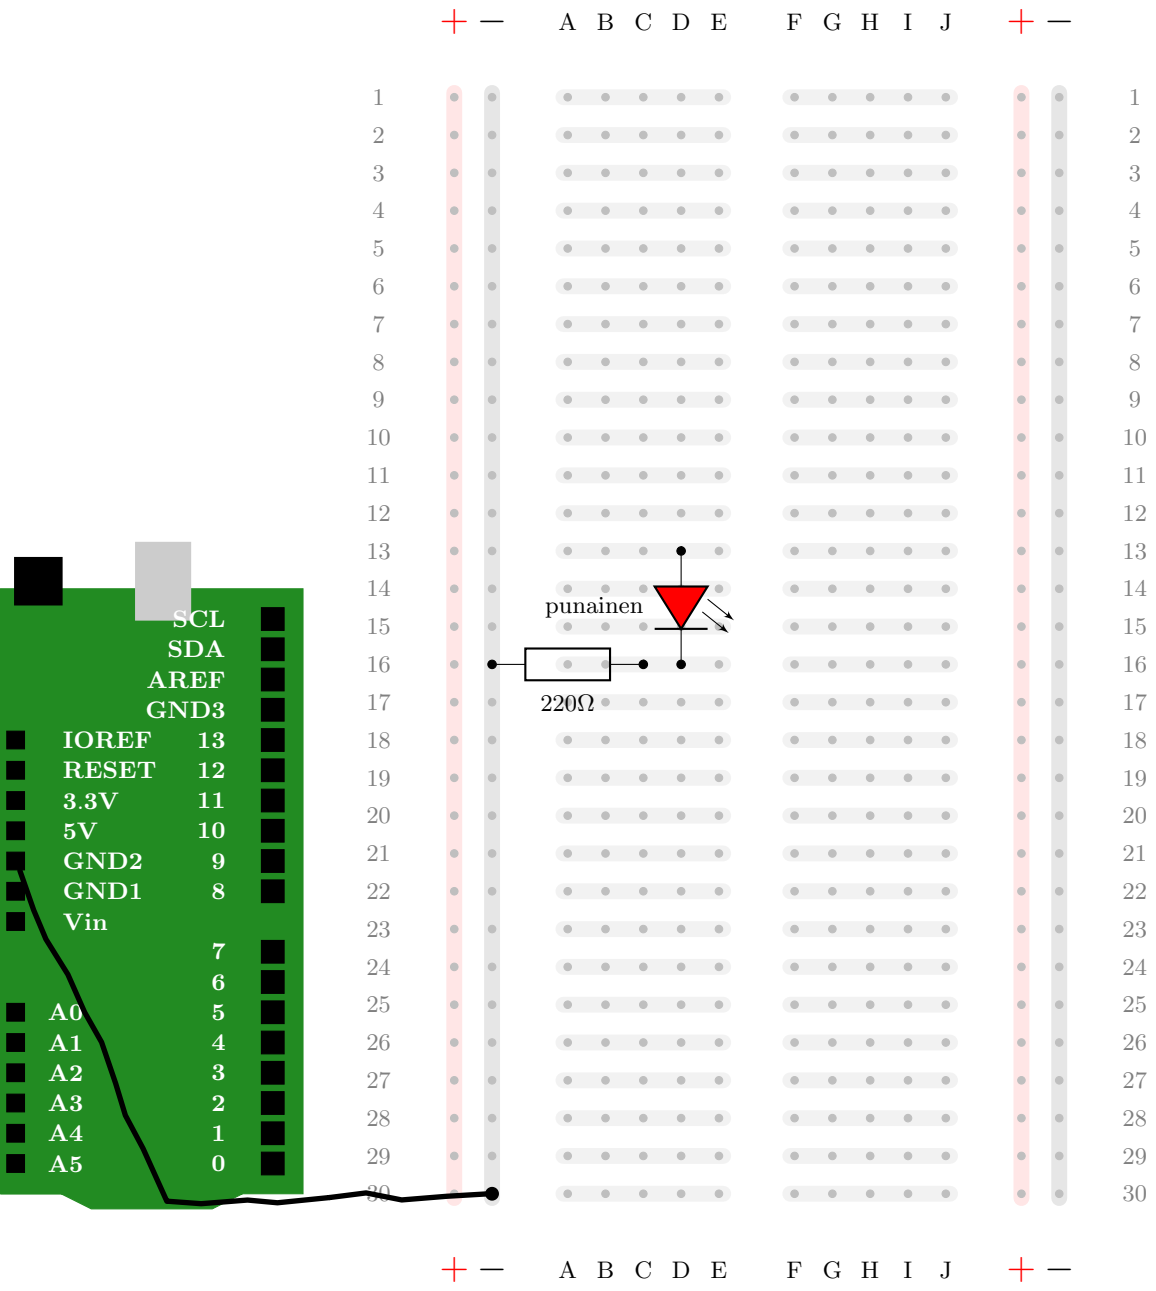 + − A B C D E F G H I J + −
1 1
2 2
3 3
4 4
5 5
6 6
7 7
8 8
9 9
10 10
11 11
12 12
13 13
14 14
punainen
15 15
16 16
220Ω
17 17
18 18
19 19
20 20
21 21
22 22
23 23
24 24
25 25
26 26
27 27
28 28
29 29
30 30
SCL
SDA
AREF
GND3
IOREF 13
RESET 12
3.3V 11
5V 10
GND2 9
GND1 8
Vin
7
6
A0 5
A1 4
A2 3
A3 2
A4 1
A5 0
+ − A B C D E F G H I J + −